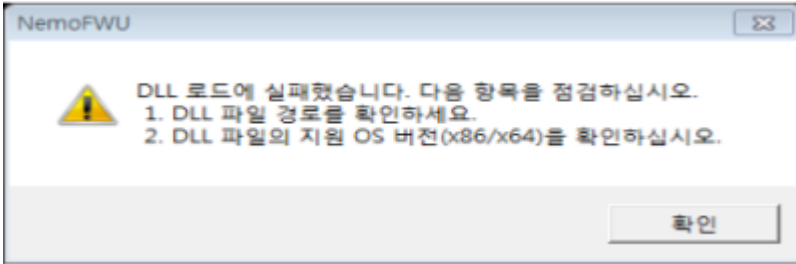 NemoFWU
DLL 로드에 실패했습니다. 다음 항목을 점검하십시오.
1. DLL 파일 경로를 확인하세요.
2. DLL 파일의 지원 OS 버전(x86/x64)을 확인하십시오.
확인